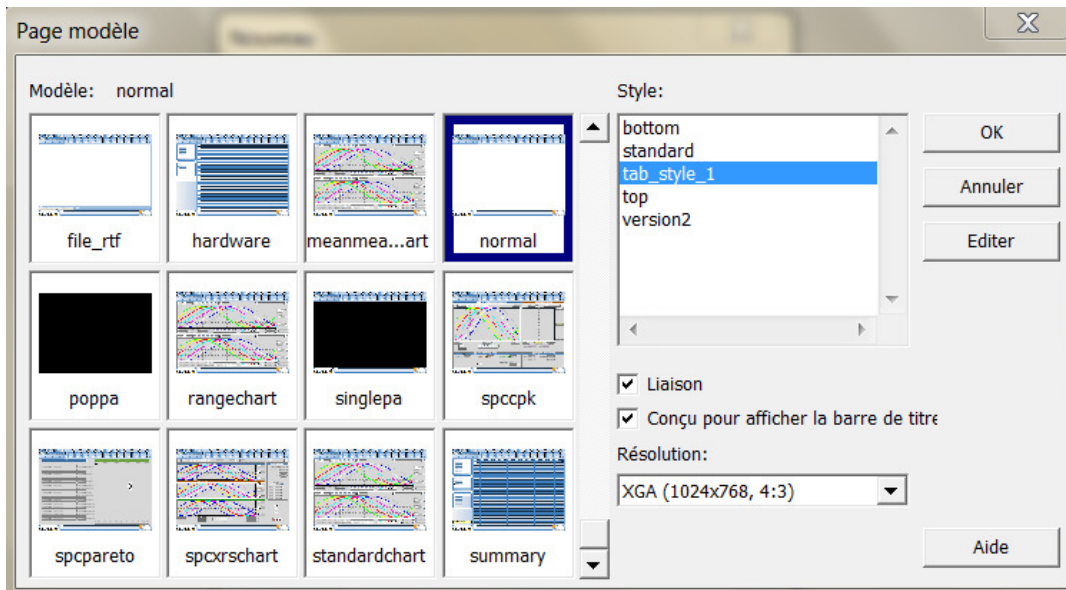 Page modèle
Nouveau
Modèle: normal
file_rtf
hardware
meanmea...art
normal
poppa
rangechart
singlepa
spccpk
spcpareto
spcxrschart
standardchart
summary
Style:
bottom
standard
tab_style_1
top
version2
Liaison
Conçu pour afficher la barre de titre
Résolution:
XGA (1024x768, 4:3)
OK
Annuler
Editer
Aide